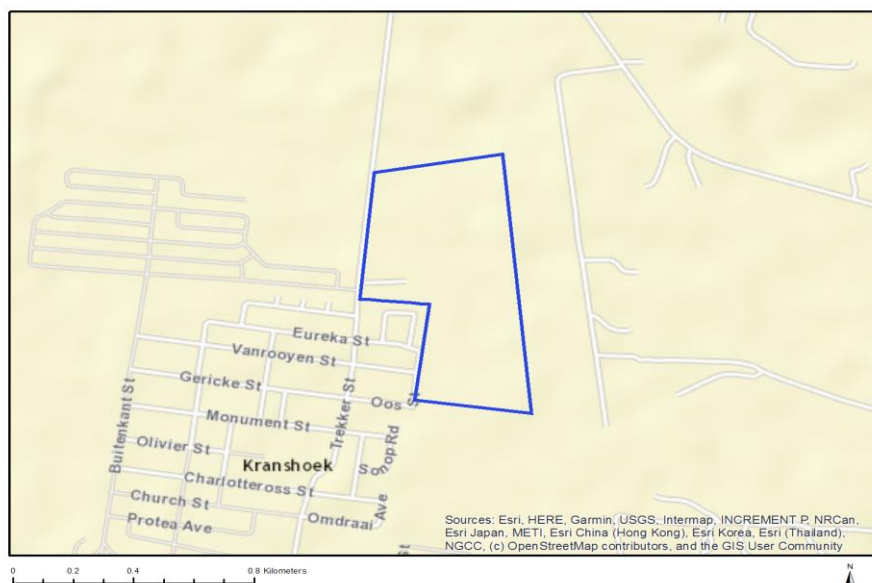 Eureka St
Vanrooyen St
Gericke St
Oos St
Monument St
Trekker St
Buitenkant St
Olivier St
Kranshoek
So
op Rd
Charlotteross St
Church St
Ave
Omdraai
Protea Ave
St
Sources: Esri, HERE, Garmin, USGS, Intermap, INCREMENT P, NRCan,
Esri Japan, METI, Esri China (Hong Kong), Esri Korea, Esri (Thailand),
NGCC, (c) OpenStreetMap contributors, and the GIS User Community
0 0.2 0.4 0.8 Kilometers
N